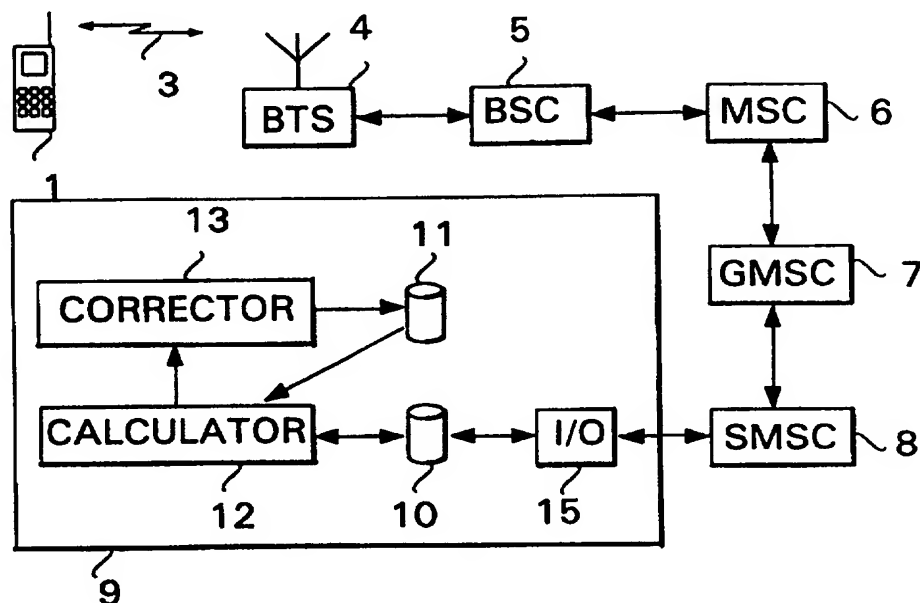 3
4
5
BTS
BSC
MSC
6
1
13
11
CORRECTOR
GMSC
7
CALCULATOR
I/O
SMSC
8
12
10
15
9